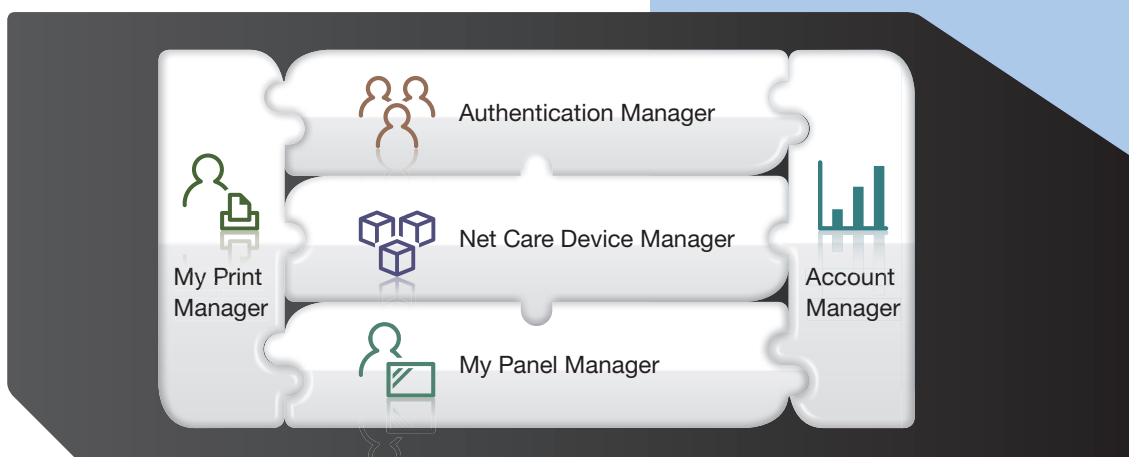 My Print
Manager
Authentication Manager
Net Care Device Manager
My Panel Manager
Account
Manager